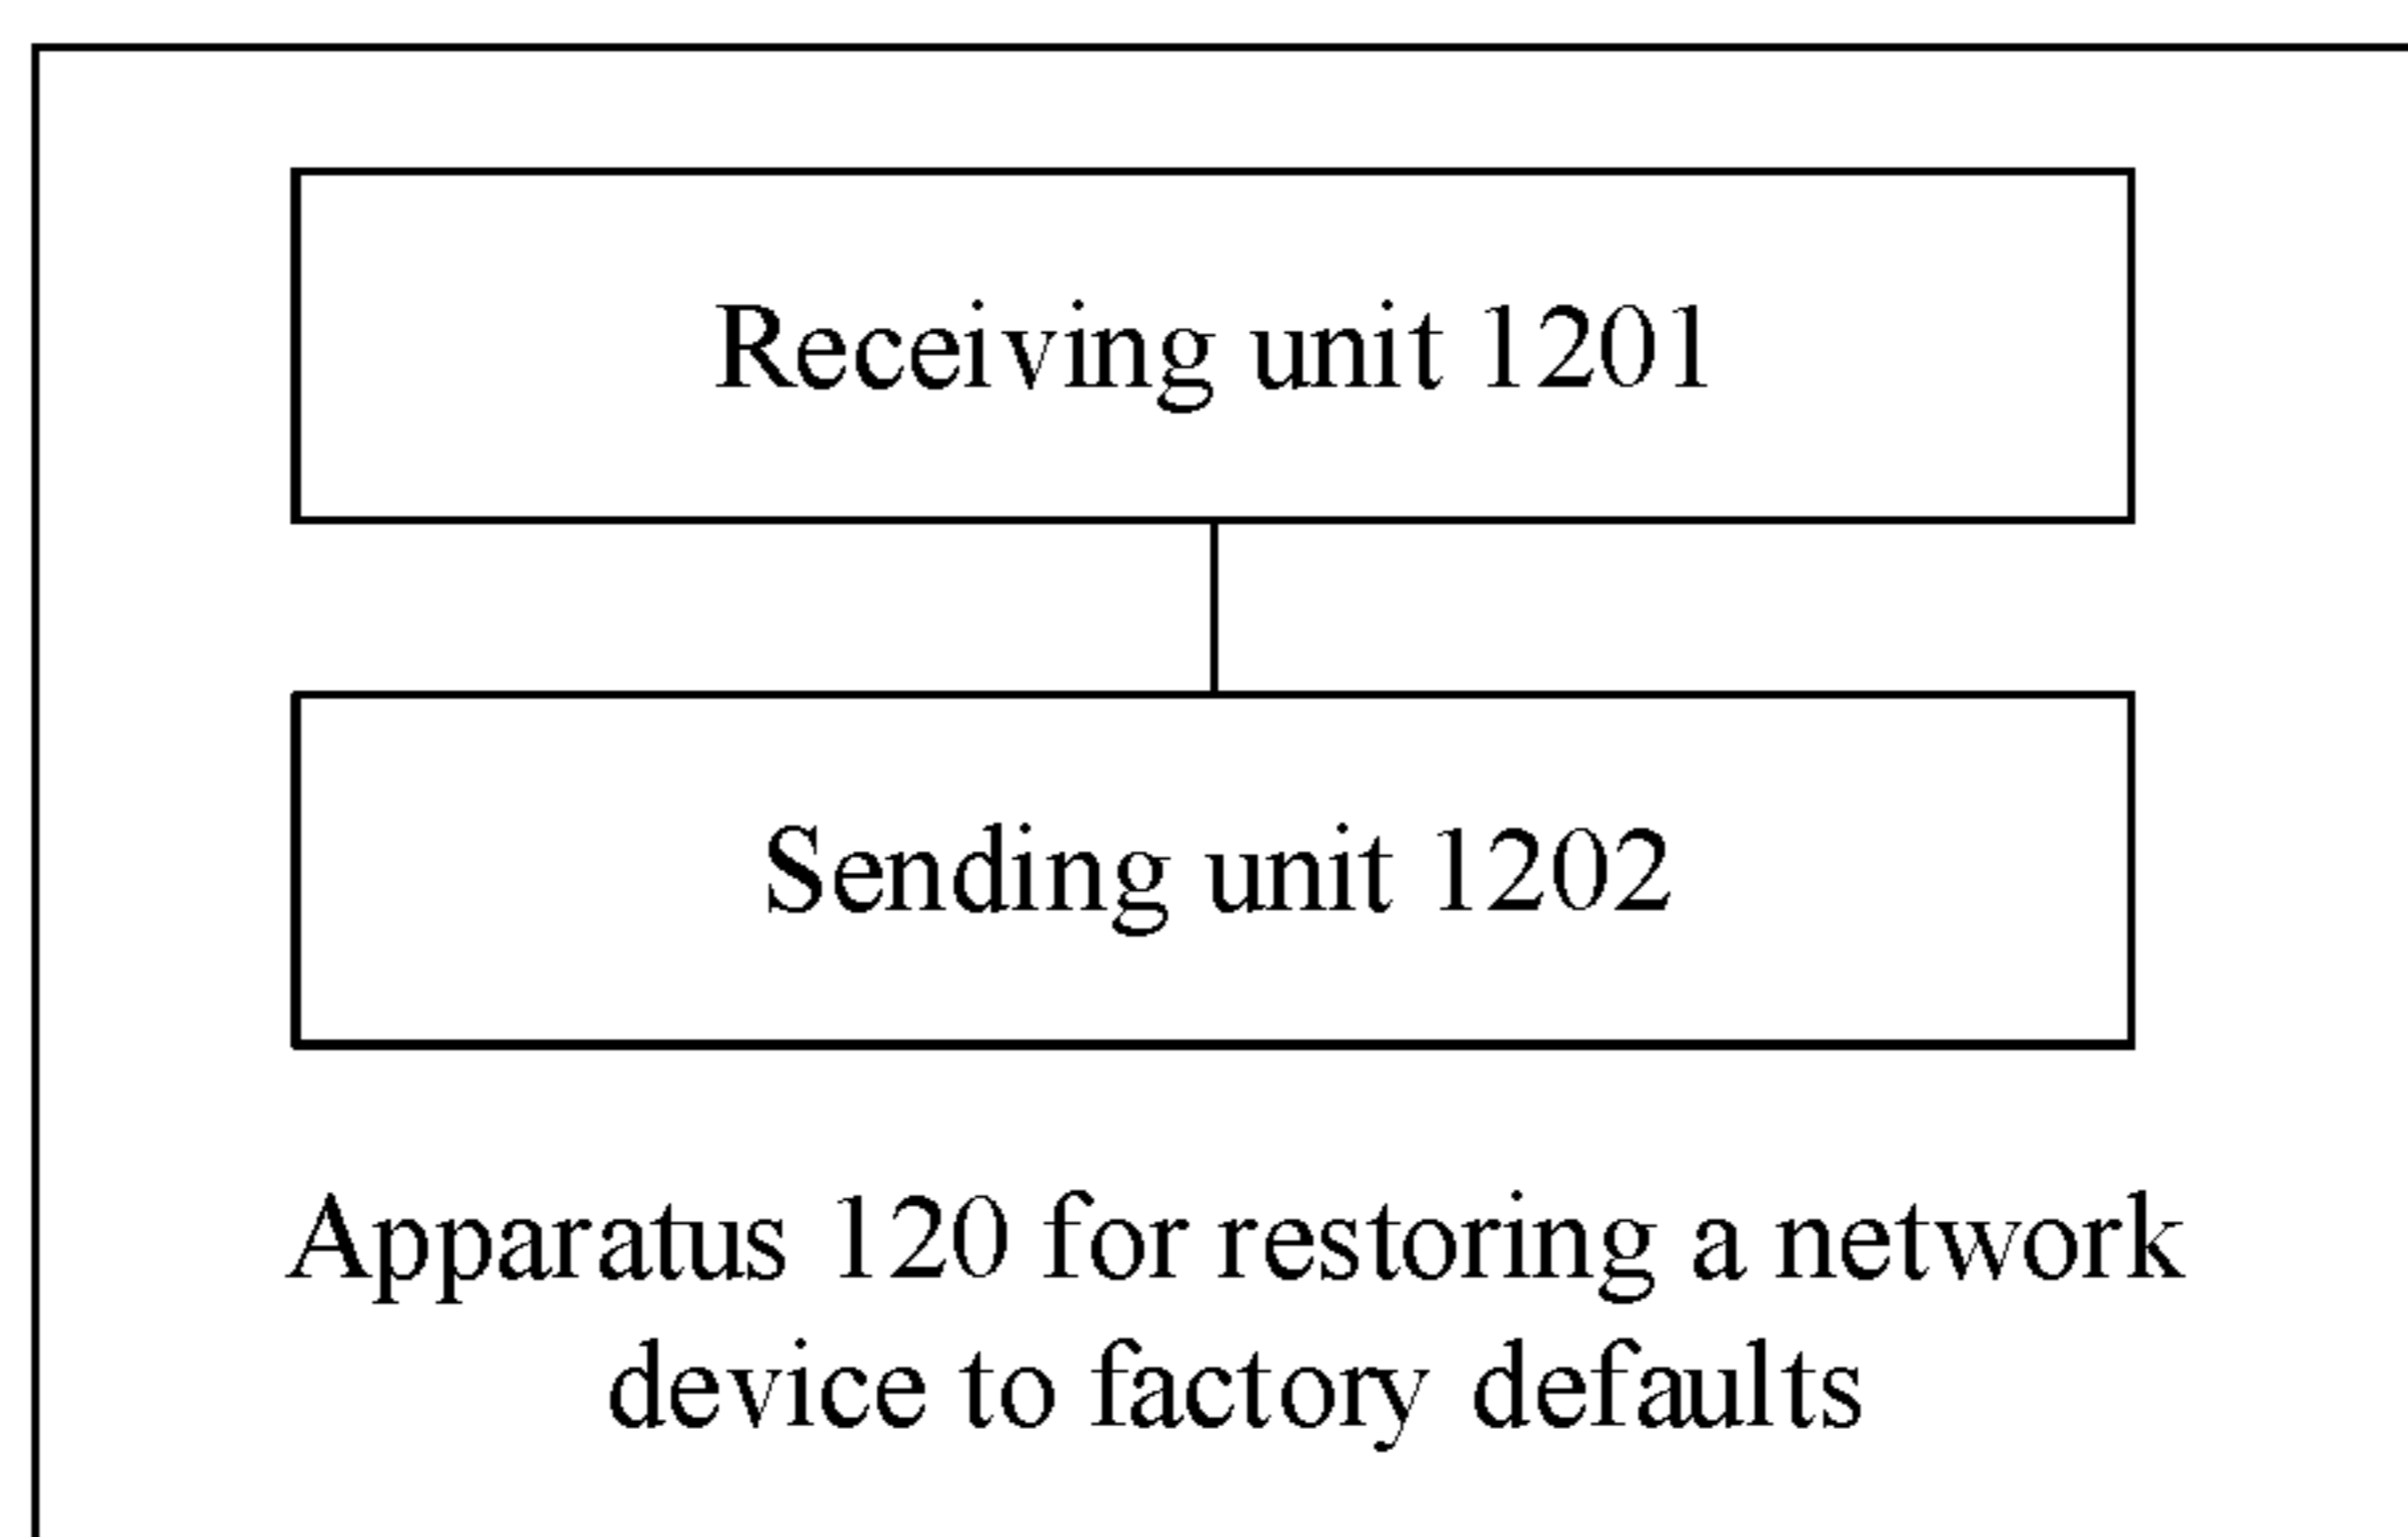 Receiving unit 1201
Sending unit 1202
Apparatus 120 for restoring a network
device to factory defaults